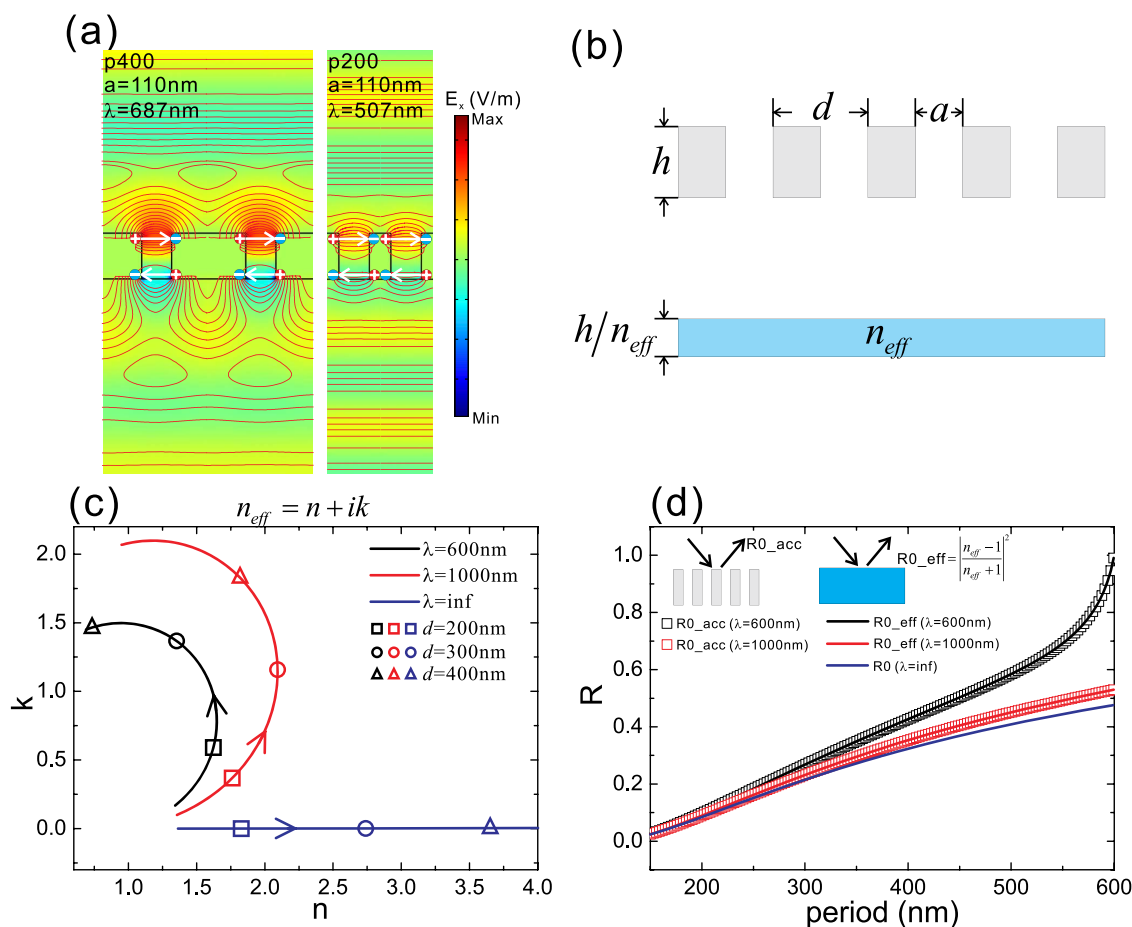 (a)
p400
a=110nm
λ=687nm
p200
a=110nm
λ=507nm
E_x (V/m)
Max
Min
+ − + − + − + −
− + − + − + − +
(b)
d
a
h
h/n_eff
n_eff
(c)
n_eff = n + ik
2.0
1.5
1.0
0.5
0.0
k
λ=600nm
λ=1000nm
λ=inf
d=200nm
d=300nm
d=400nm
1.0 1.5 2.0 2.5 3.0 3.5 4.0
n
(d)
1.0
0.8
0.6
0.4
0.2
0.0
R
R0_acc
R0_eff=|n_eff −1 / n_eff +1|²
R0_acc (λ=600nm)
R0_acc (λ=1000nm)
R0_eff (λ=600nm)
R0_eff (λ=1000nm)
R0 (λ=inf)
200 300 400 500 600
period (nm)